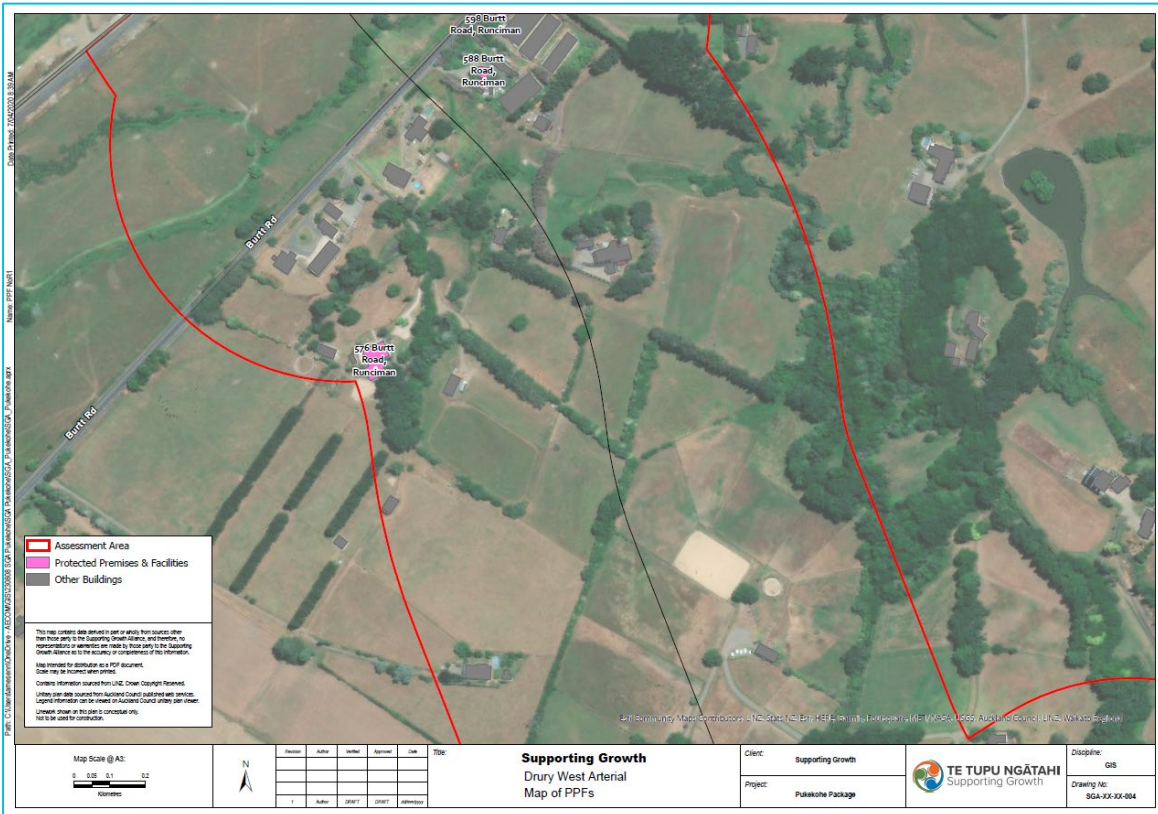 598 Burtt
Road, Runciman
588 Burtt
Road,
Runciman
Burtt Rd
576 Burtt
Road,
Runciman
Burtt Rd
Assessment Area
Protected Premises & Facilities
Other Buildings
This map contains data derived in part or wholly from sources other
than those party to the Supporting Growth Alliance, and therefore, no
representations or warranties are made by those party to the Supporting
Growth Alliance as to the accuracy or completeness of this information.
Map intended for distribution as a PDF document.
Scale may be incorrect when printed.
Contains information sourced from LINZ. Crown Copyright Reserved.
Unitary plan data sourced from Auckland Council published web services.
Legend information can be viewed on Auckland Council unitary plan viewer.
Linework shown on this plan is conceptual only.
Not to be used for construction.
Name: PPF NoR1
Map Scale @ A3:
0 0.05 0.1 0.2
Kilometres
N
Revision Author Verified Approved Date
1 Author DRAFT DRAFT
Title:
Supporting Growth
Drury West Arterial
Map of PPFs
Client:
Supporting Growth
Project:
Pukekohe Package
TE TUPU NGĀTAHI
Supporting Growth
Discipline:
GIS
Drawing No:
SGA-XX-XX-004